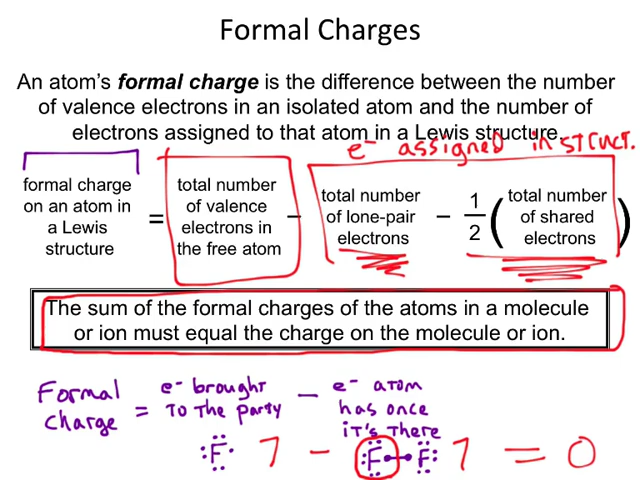 Formal Charges
An atom's formal charge is the difference between the number
of valence electrons in an isolated atom and the number of
electrons assigned to that atom in a Lewis structure.
e⁻ assigned in struct.
formal charge
on an atom in
a Lewis
structure
=
total number
of valence
electrons in
the free atom
−
total number
of lone-pair
electrons
− 1/2 (
total number
of shared
electrons
)
The sum of the formal charges of the atoms in a molecule
or ion must equal the charge on the molecule or ion.
Formal
charge
=
e⁻ brought
to the party
−
e⁻ atom
has once
it's there
F 7 − F F 7 = 0